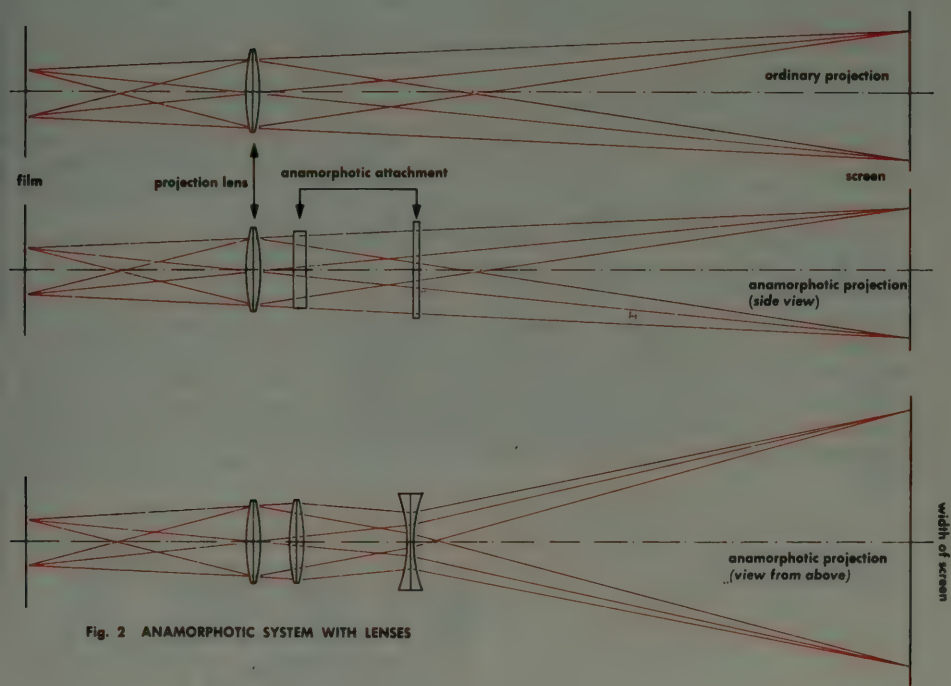 ordinary projection
film
projection lens
anamorphotic attachment
screen
anamorphotic projection
(side view)
width of screen
anamorphotic projection
(view from above)
Fig. 2 ANAMORPHOTIC SYSTEM WITH LENSES